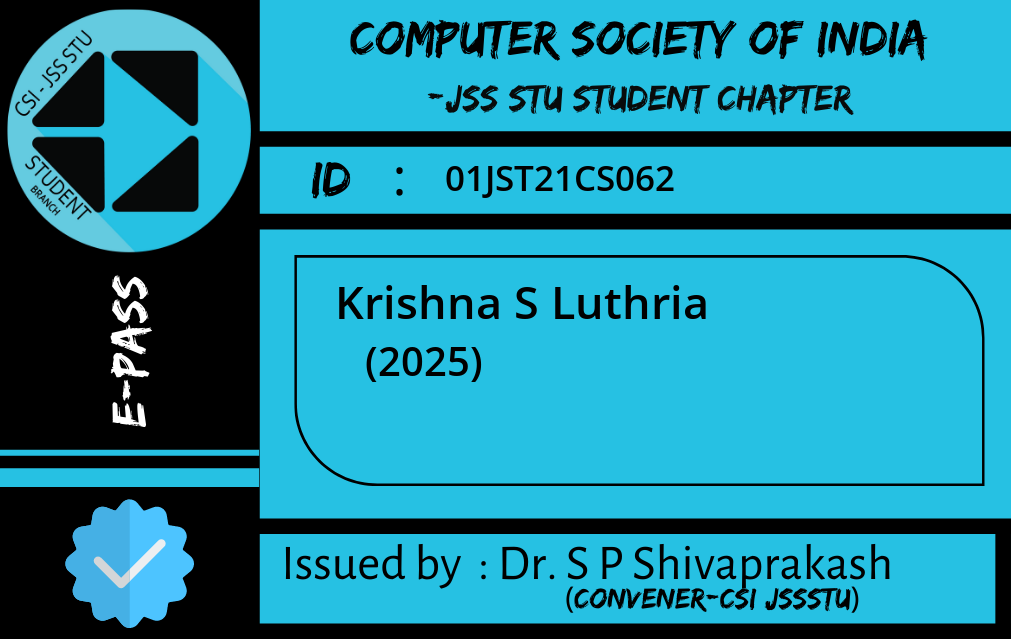 CSI - JSS STU
STUDENT
BRANCH
E-PASS
COMPUTER SOCIETY OF INDIA
-JSS STU STUDENT CHAPTER
ID : 01JST21CS062
Krishna S Luthria
(2025)
Issued by : Dr. S P Shivaprakash
(CONVENER-CSI JSSSTU)